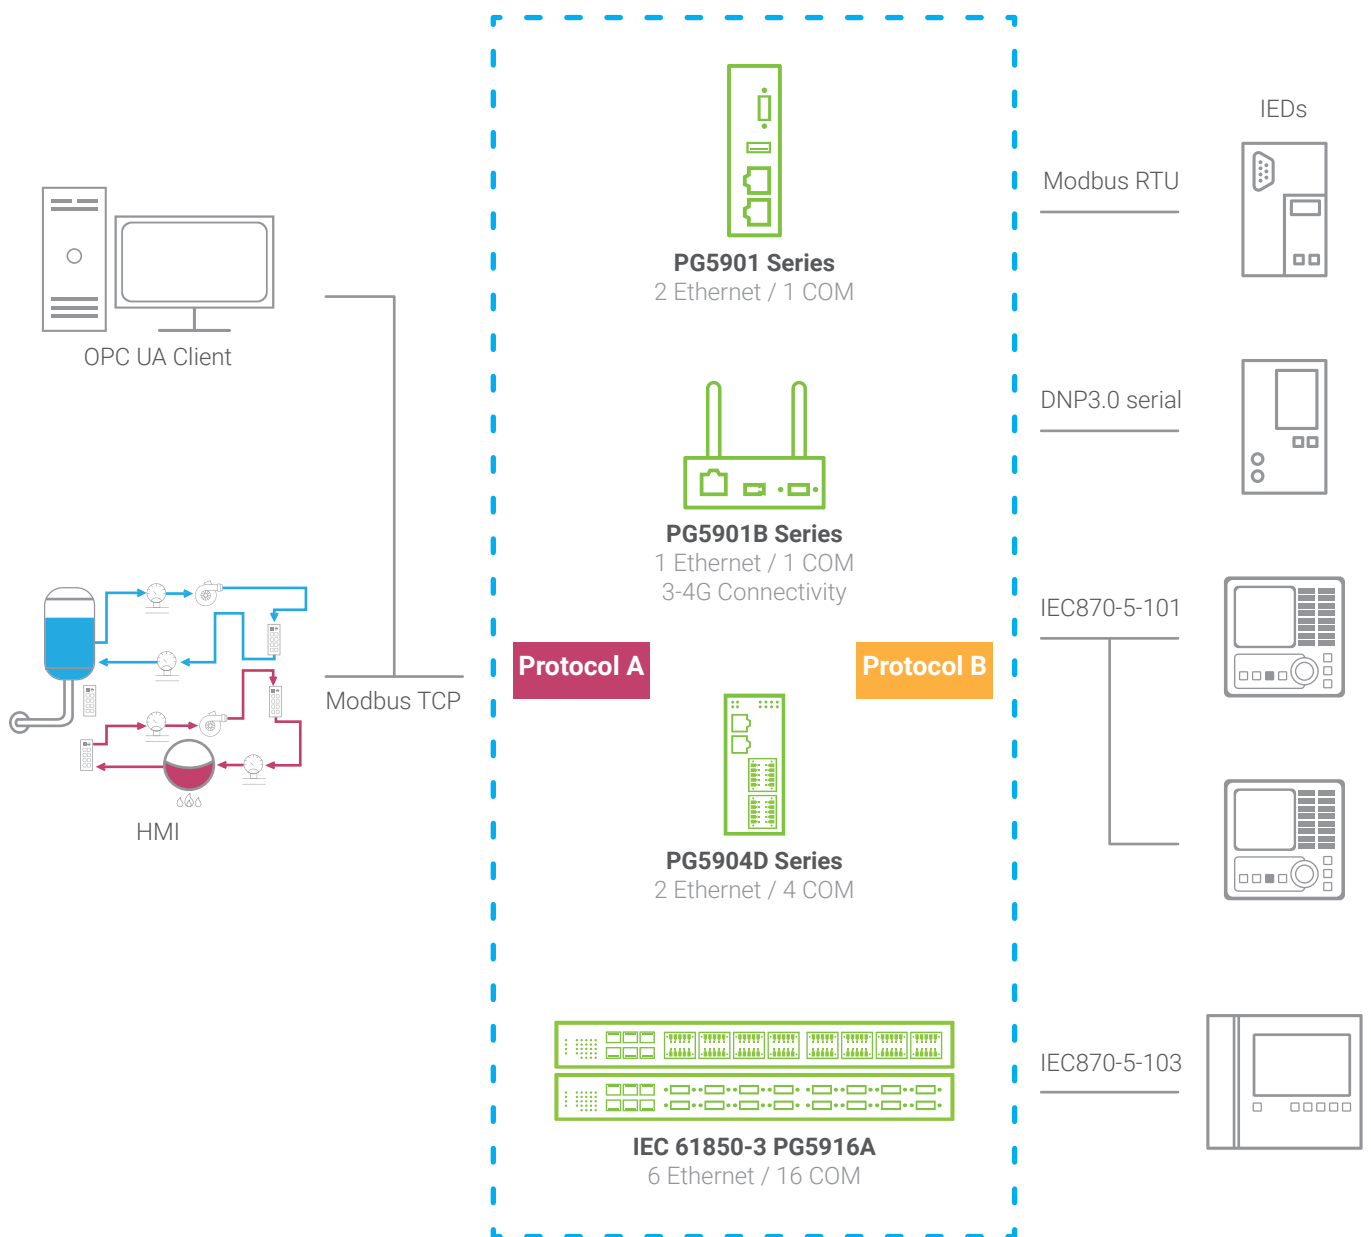 IEDs
Modbus RTU
PG5901 Series
2 Ethernet / 1 COM
OPC UA Client
DNP3.0 serial
PG5901B Series
1 Ethernet / 1 COM
3-4G Connectivity
IEC870-5-101
Protocol A
Protocol B
Modbus TCP
HMI
PG5904D Series
2 Ethernet / 4 COM
IEC870-5-103
IEC 61850-3 PG5916A
6 Ethernet / 16 COM